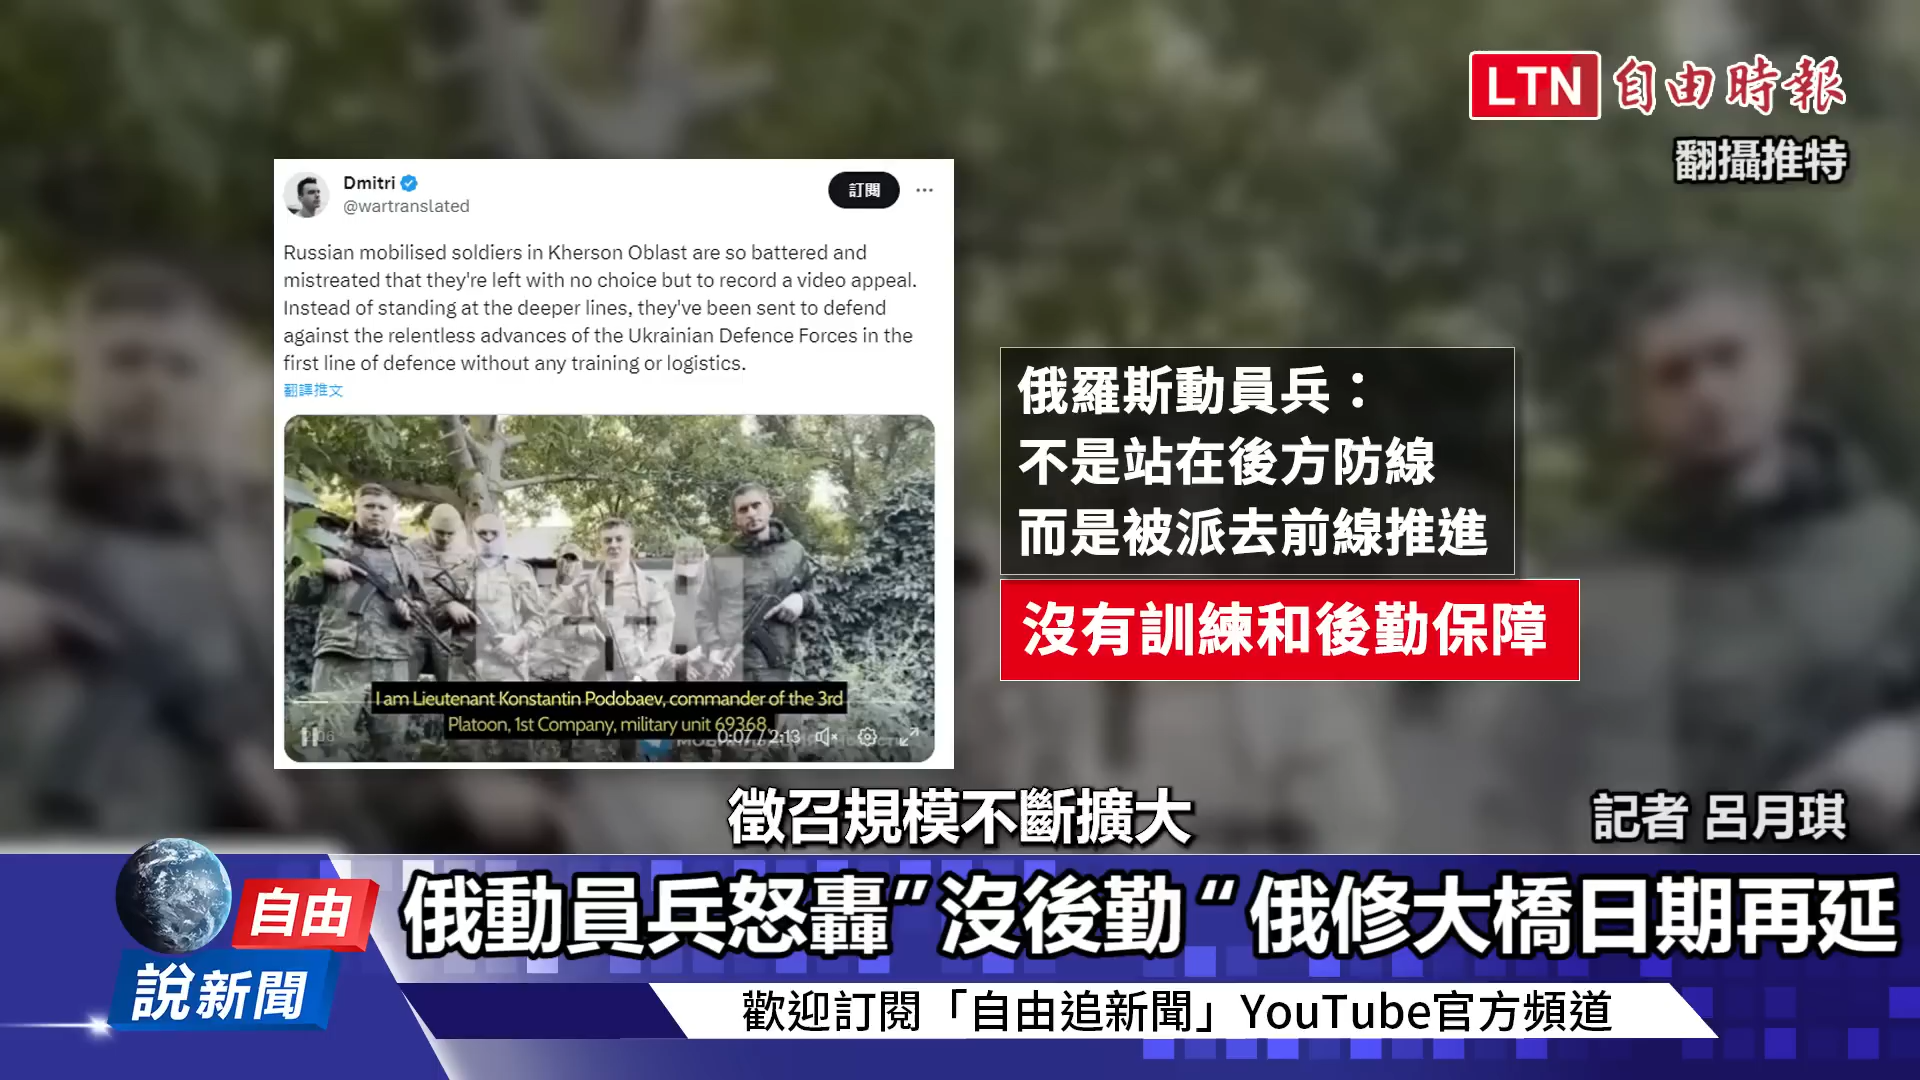 LTN 自由時報
翻攝推特
Dmitri
@wartranslated
訂閱
Russian mobilised soldiers in Kherson Oblast are so battered and
mistreated that they're left with no choice but to record a video appeal.
Instead of standing at the deeper lines, they've been sent to defend
against the relentless advances of the Ukrainian Defence Forces in the
first line of defence without any training or logistics.
翻譯推文
I am Lieutenant Konstantin Podobaev, commander of the 3rd
Platoon, 1st Company, military unit 69368.
0:07 / 2:13
俄羅斯動員兵：
不是站在後方防線
而是被派去前線推進
沒有訓練和後勤保障
徵召規模不斷擴大
記者 呂月琪
自由
說新聞
俄動員兵怒轟”沒後勤“俄修大橋日期再延
歡迎訂閱「自由追新聞」YouTube官方頻道